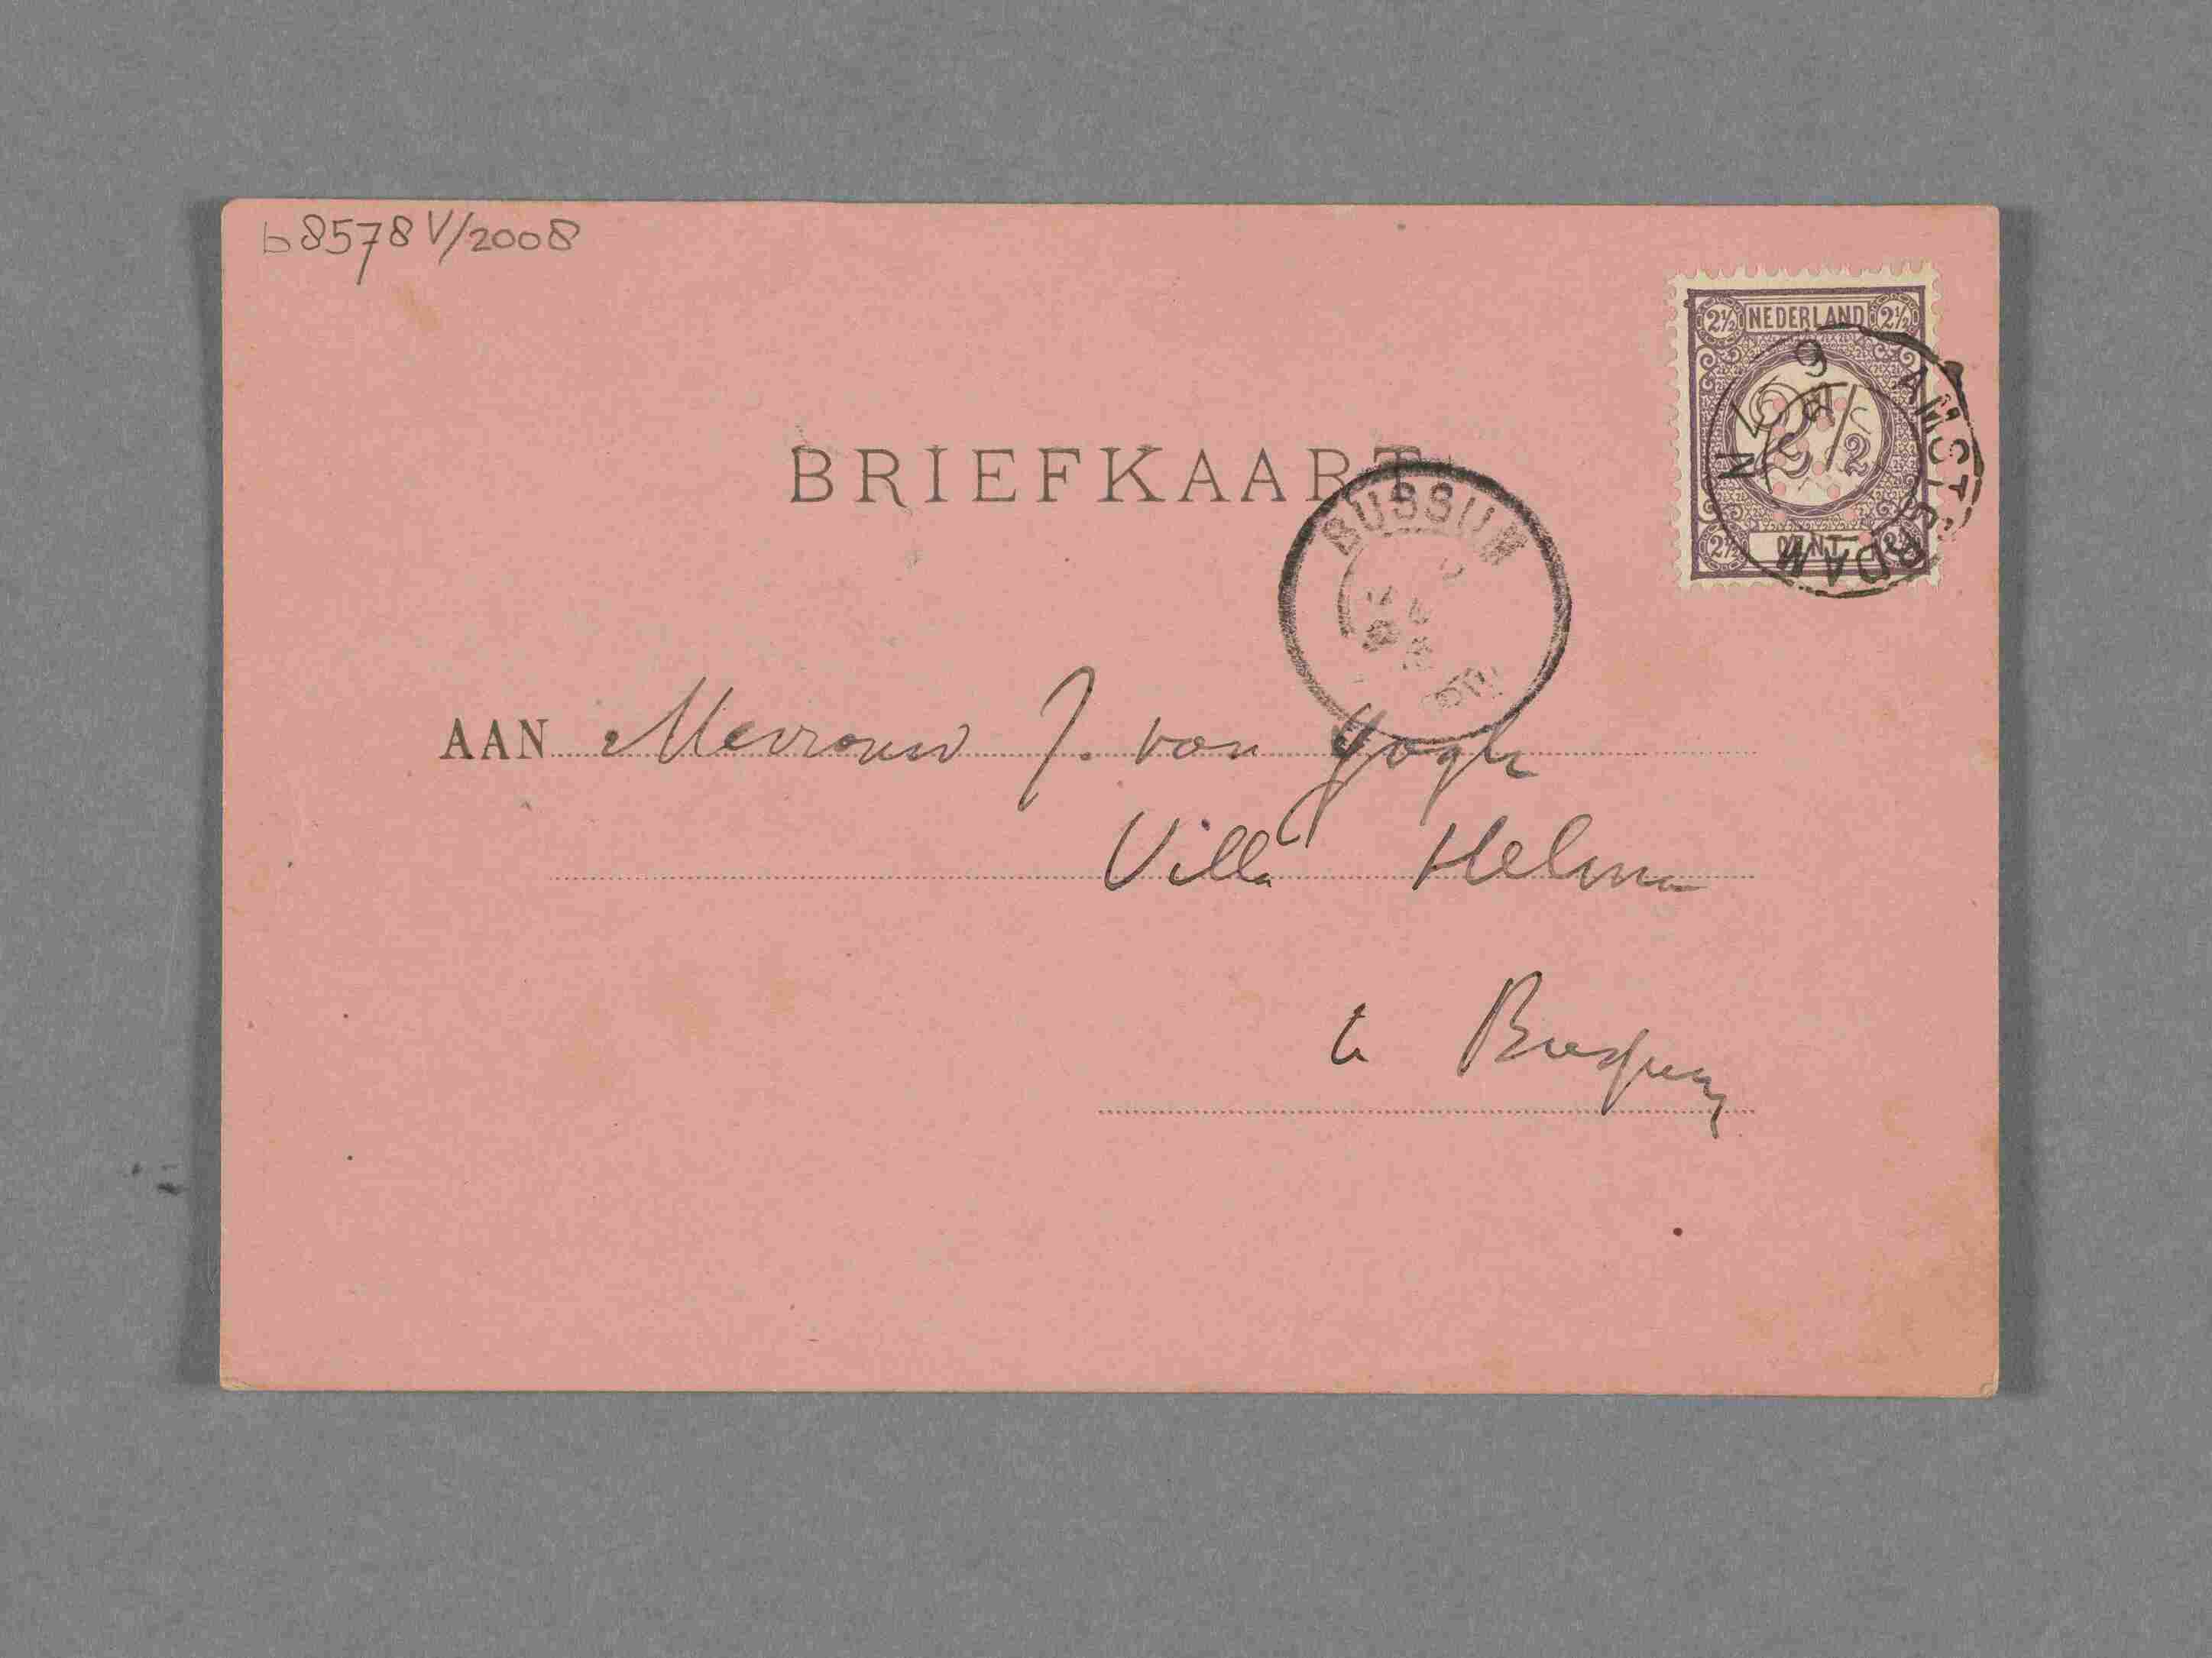 b8578 V/2008
2½ NEDERLAND 2½
2½
2½ CENT
AMSTERDAM
BRIEFKAART
BUSSUM
AAN Mevrouw J. van Gogh
Villa Helma
te Bussum